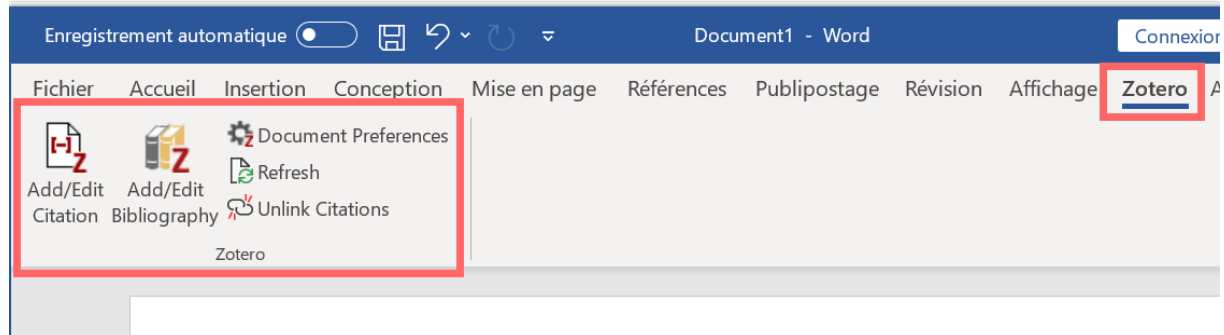 Enregistrement automatique
Document1 - Word
Connexion
Fichier Accueil Insertion Conception Mise en page Références Publipostage Révision Affichage Zotero A
Document Preferences
Refresh
Unlink Citations
Add/Edit
Citation
Add/Edit
Bibliography
Zotero